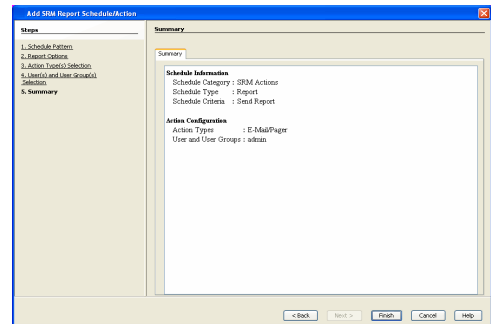 Add SRM Report Schedule/Action
Steps
1. Schedule Pattern
2. Report Options
3. Action Type(s) Selection
4. User(s) and User Group(s)
Selection
5. Summary
Summary
Summary
Schedule Information
Schedule Category : SRM Actions
Schedule Type : Report
Schedule Criteria : Send Report
Action Configuration
Action Types : E-Mail/Pager
User and User Groups : admin
< Back
Next >
Finish
Cancel
Help